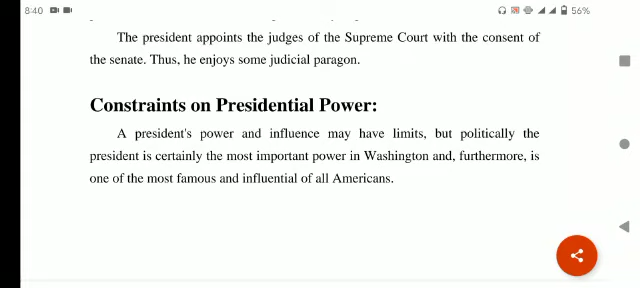 8:40
56%
The president appoints the judges of the Supreme Court with the consent of
the senate. Thus, he enjoys some judicial paragon.
Constraints on Presidential Power:
A president's power and influence may have limits, but politically the
president is certainly the most important power in Washington and, furthermore, is
one of the most famous and influential of all Americans.